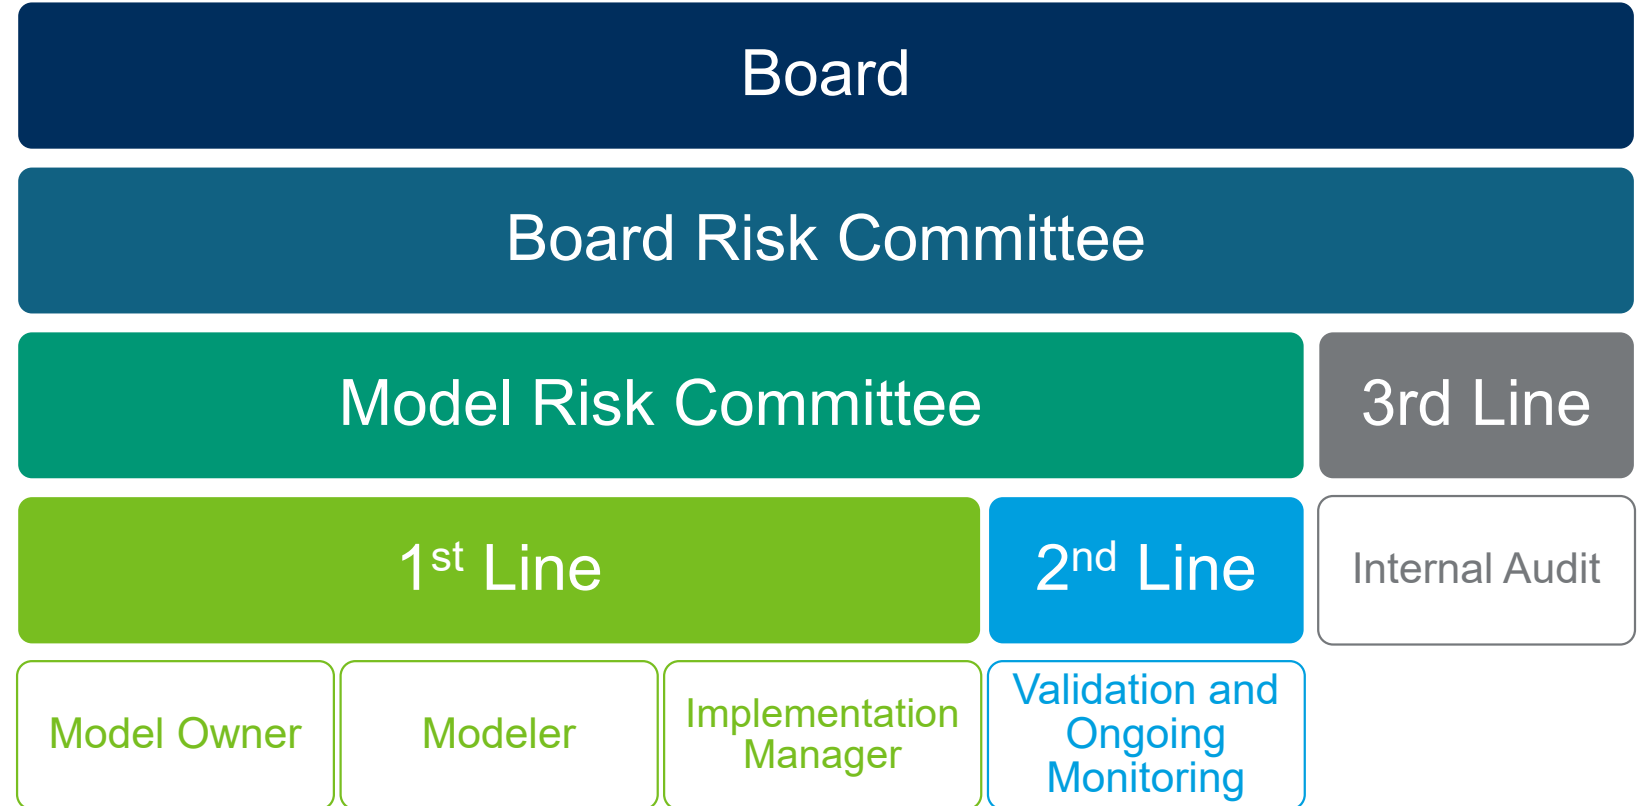 Board
Board Risk Committee
Model Risk Committee
3rd Line
1st Line
2nd Line
Internal Audit
Model Owner
Modeler
Implementation
Manager
Validation and
Ongoing
Monitoring